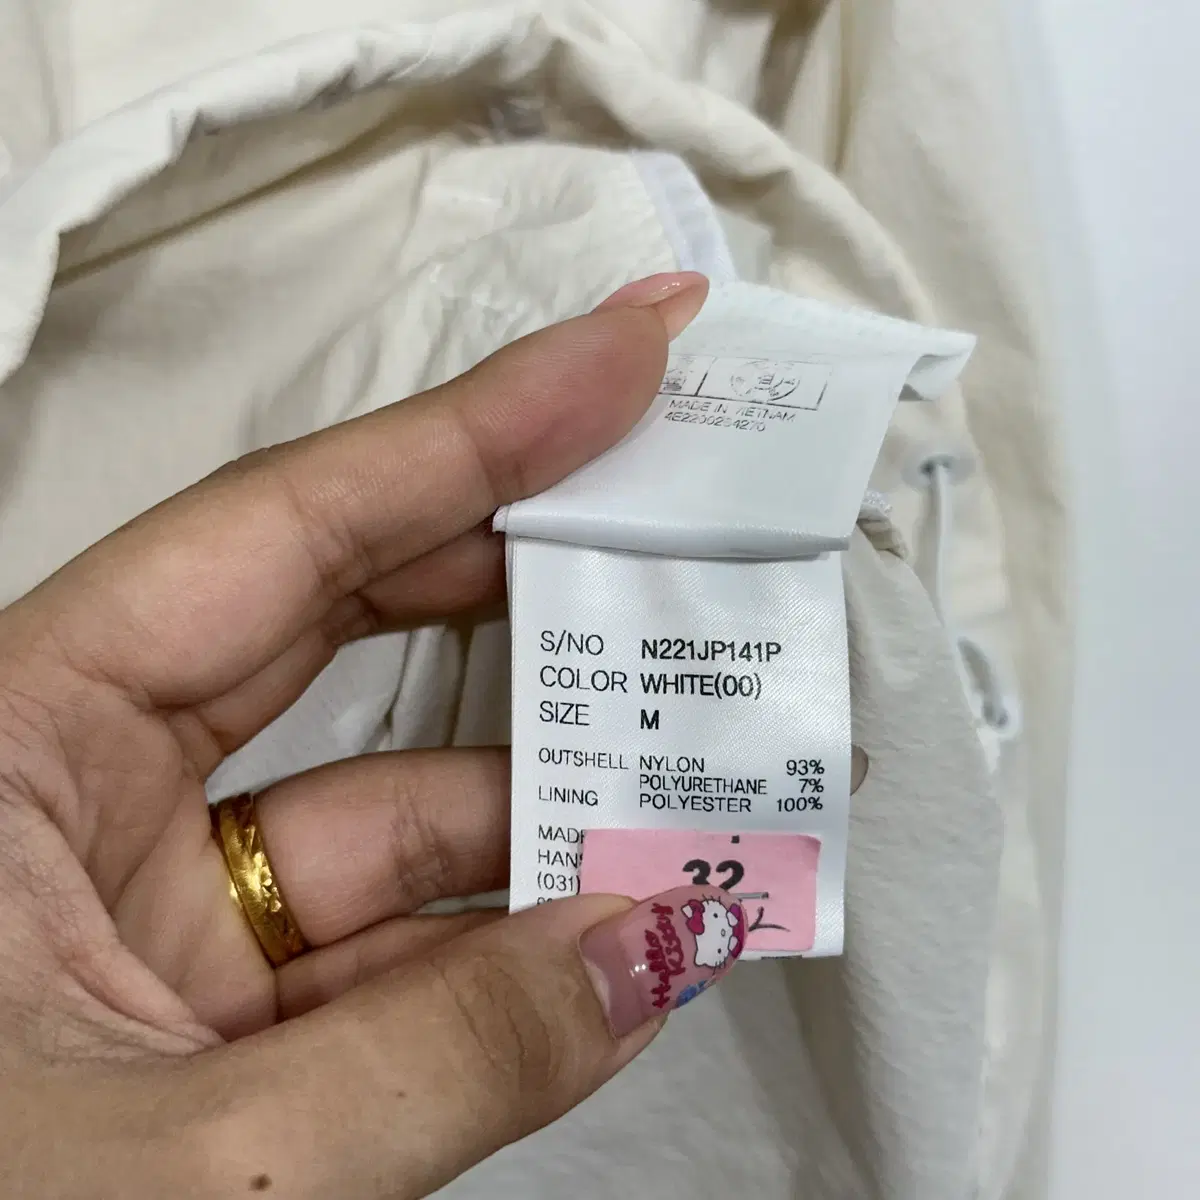 MADE IN VIETNAM
4E2200294270
S/NO N221JP141P
COLOR WHITE(00)
SIZE M
OUTSHELL NYLON 93%
POLYURETHANE 7%
LINING POLYESTER 100%
MADE
HANS
(031)
32
Hello
Kitty